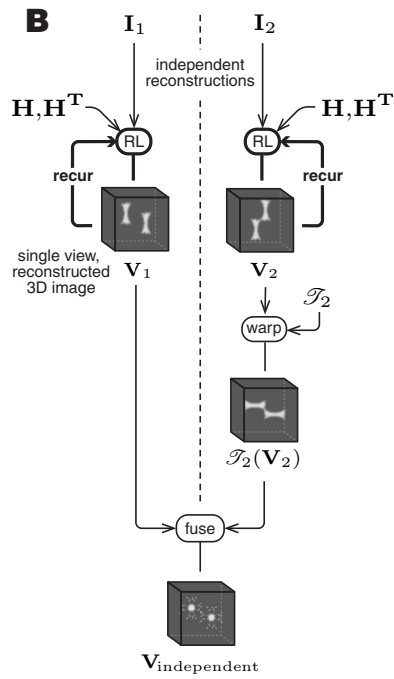 B
I₁
I₂
independent
reconstructions
H,Hᵀ
H,Hᵀ
RL
RL
recur
recur
single view,
reconstructed
3D image
V₁
V₂
𝒯₂
warp
𝒯₂(V₂)
fuse
V_independent